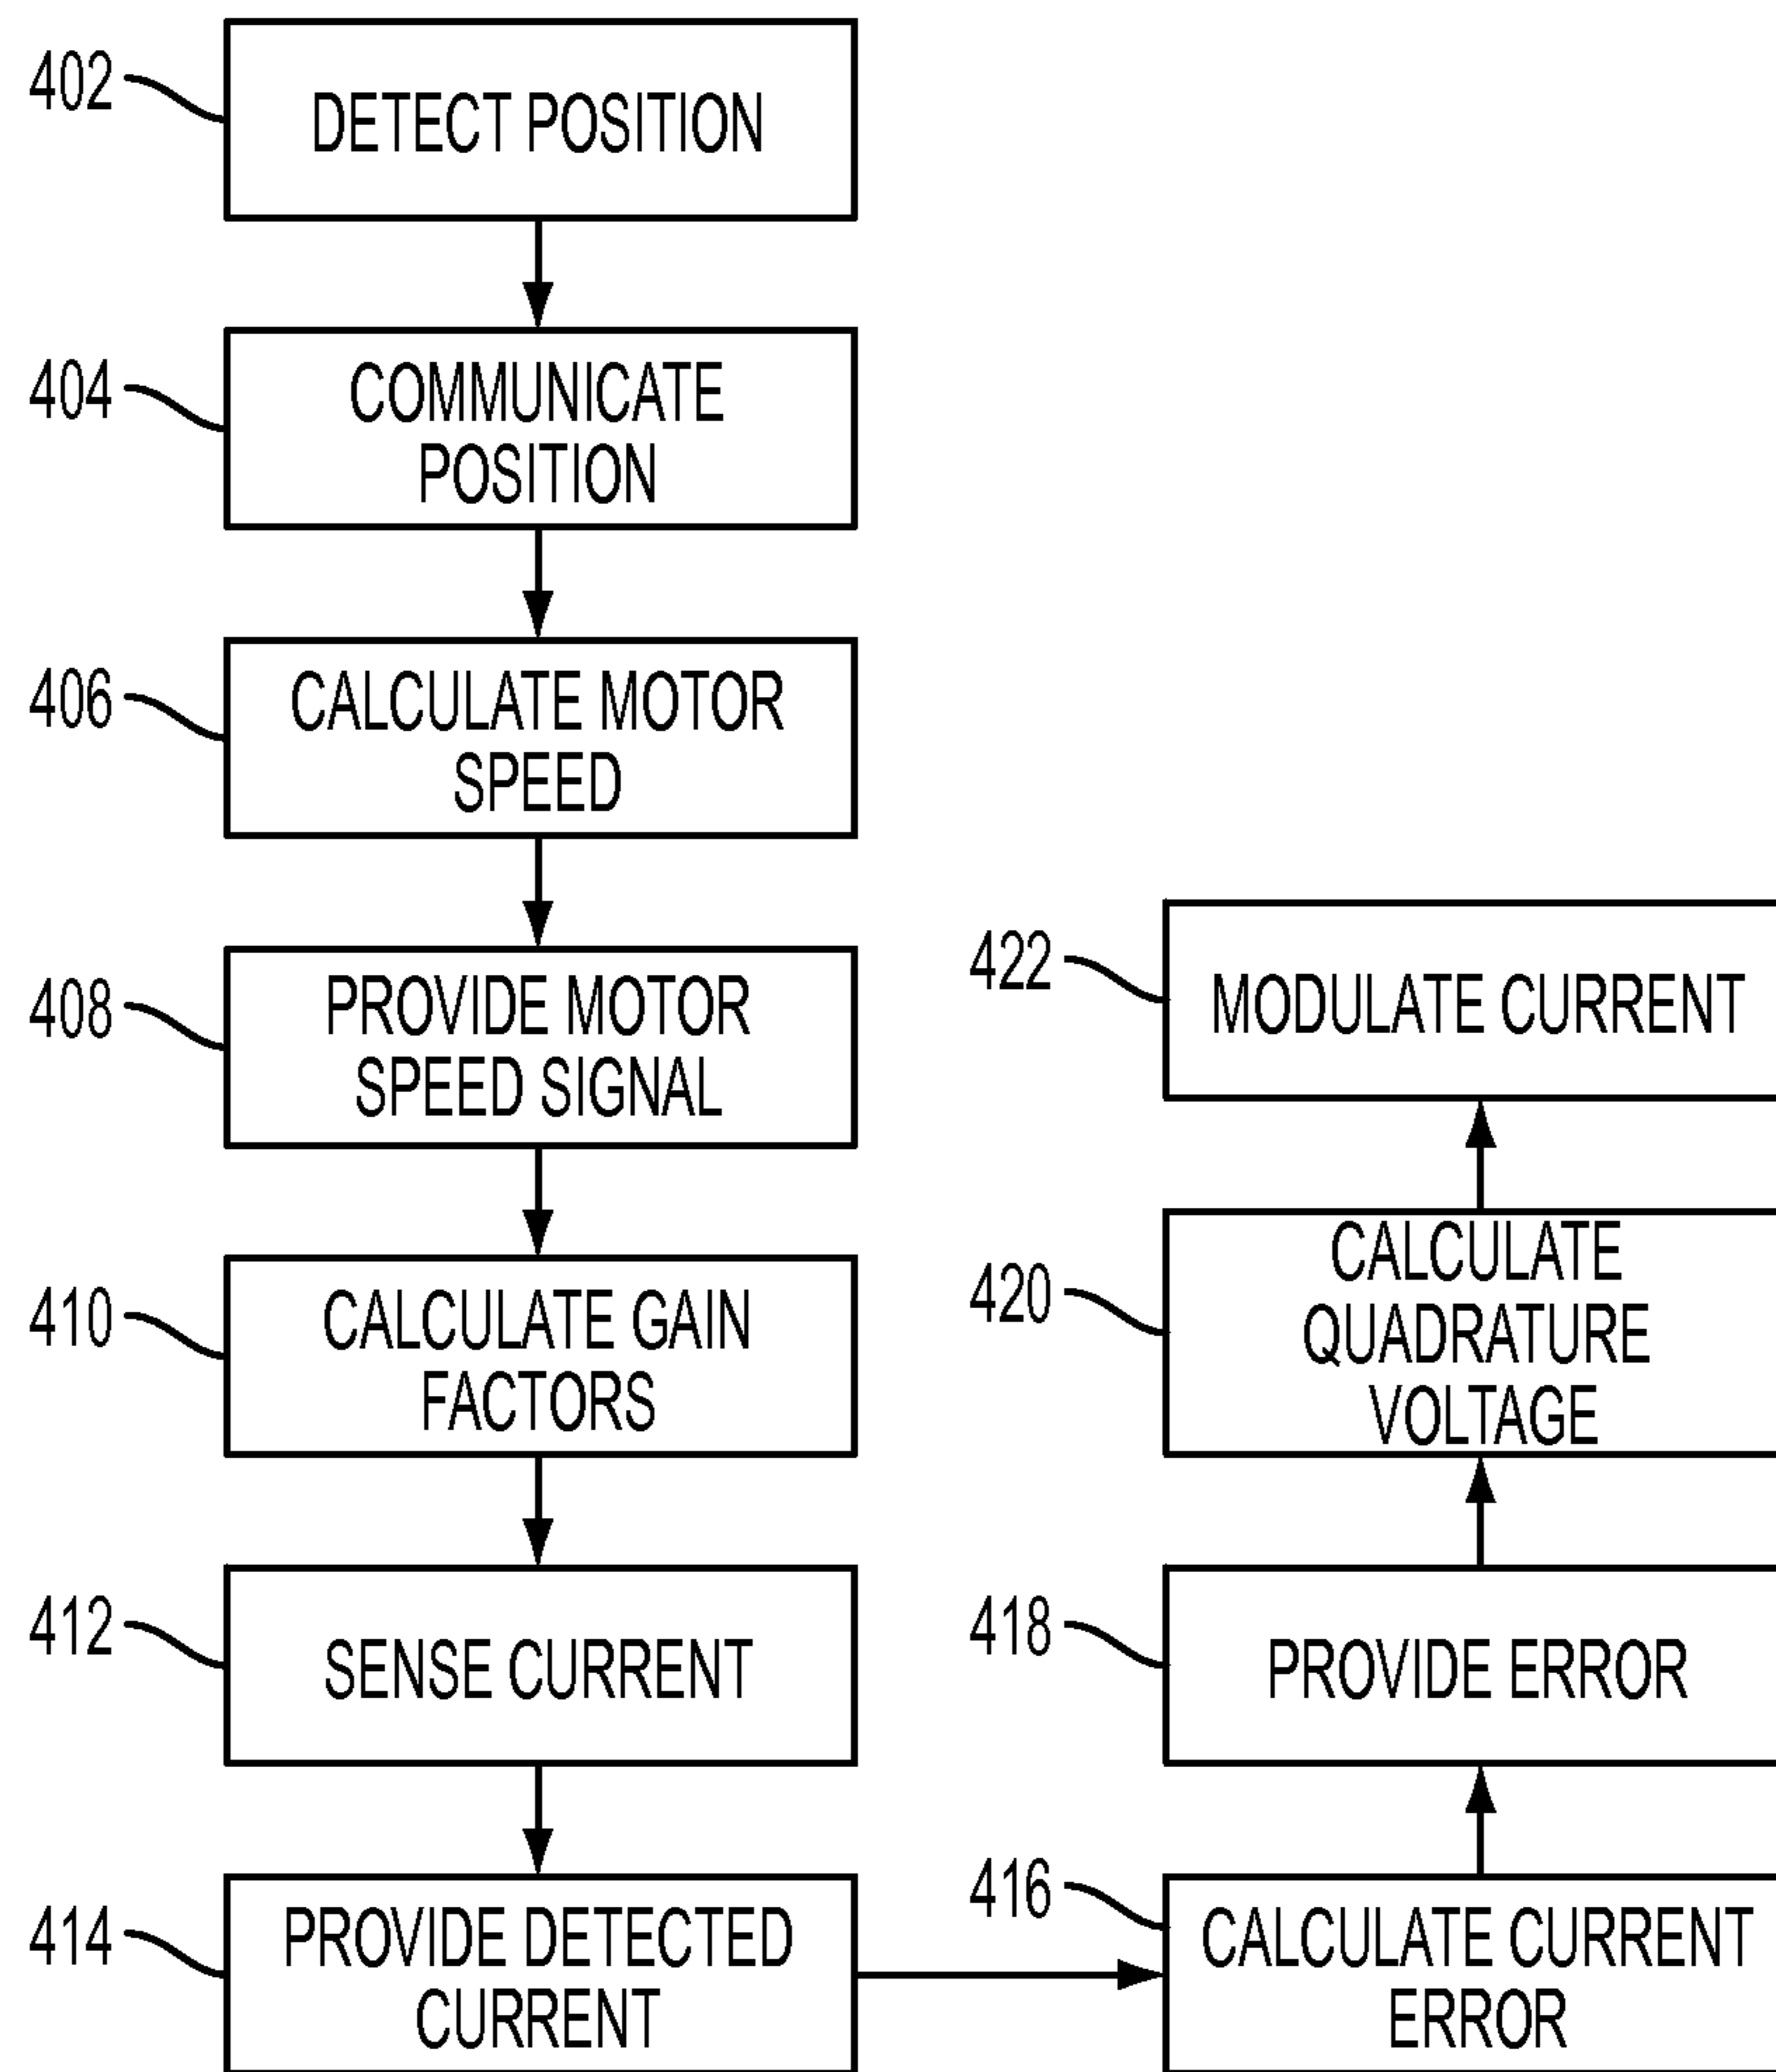 402
DETECT POSITION
404
COMMUNICATE
POSITION
406
CALCULATE MOTOR
SPEED
408
PROVIDE MOTOR
SPEED SIGNAL
410
CALCULATE GAIN
FACTORS
412
SENSE CURRENT
414
PROVIDE DETECTED
CURRENT
416
CALCULATE CURRENT
ERROR
418
PROVIDE ERROR
420
CALCULATE
QUADRATURE
VOLTAGE
422
MODULATE CURRENT